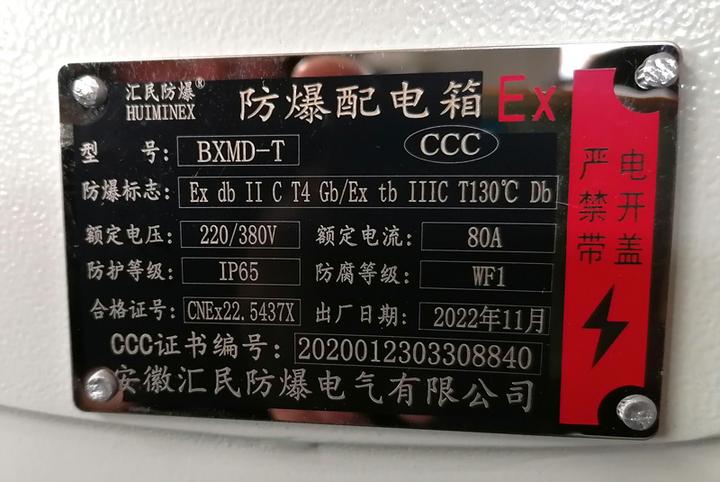 汇民防爆®
HUIMINEX
防爆配电箱 Ex
型 号: BXMD-T CCC
防爆标志: Ex db II C T4 Gb/Ex tb IIIC T130℃ Db
额定电压: 220/380V 额定电流: 80A
防护等级: IP65 防腐等级: WF1
合格证号: CNEx22.5437X 出厂日期: 2022年11月
CCC证书编号: 2020012303308840
安徽汇民防爆电气有限公司
严禁带
电开盖